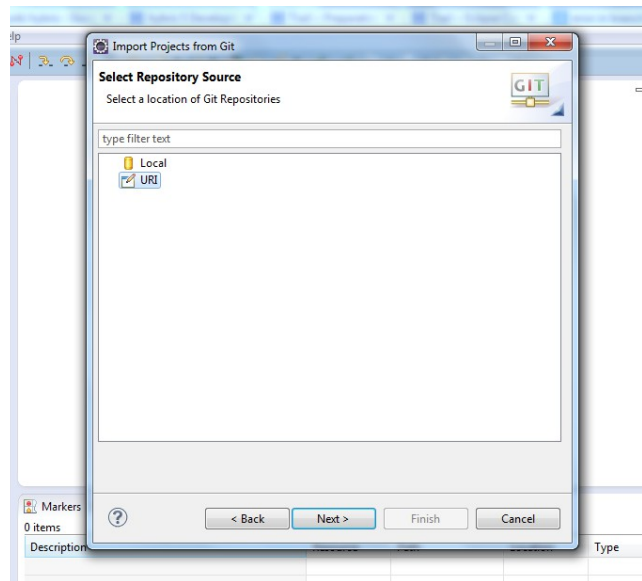 Import Projects from Git
Select Repository Source
Select a location of Git Repositories
GIT
type filter text
Local
URI
Markers
0 items
Description
Type
?
< Back
Next >
Finish
Cancel